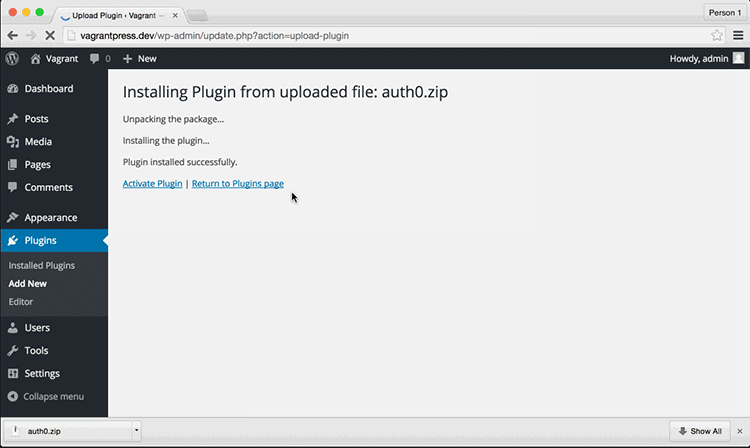 Upload Plugin ‹ Vagrant —
Person 1
vagrantpress.dev/wp-admin/update.php?action=upload-plugin
Vagrant 0 New Howdy, admin
Dashboard
Posts
Media
Pages
Comments
Appearance
Plugins
Installed Plugins
Add New
Editor
Users
Tools
Settings
Collapse menu
Installing Plugin from uploaded file: auth0.zip
Unpacking the package...
Installing the plugin...
Plugin installed successfully.
Activate Plugin | Return to Plugins page
auth0.zip
Show All